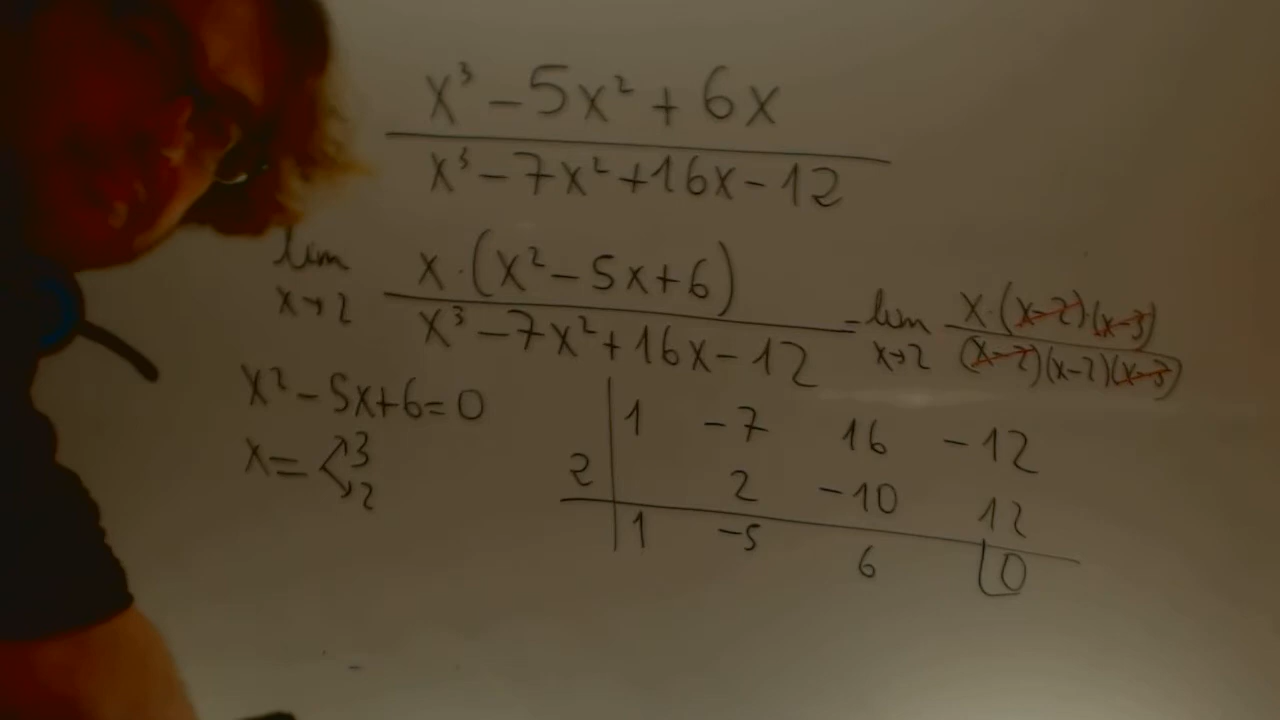 x³ - 5x² + 6x
x³ - 7x² + 16x - 12
lim x→2 x·(x² - 5x + 6) / x³ - 7x² + 16x - 12 = lim x→2 x·(x-2)(x-3) / (x-2)(x-2)(x-3)
x² - 5x + 6 = 0
x = < 3
2
1 -7 16 -12
2 2 -10 12
1 -5 6 0